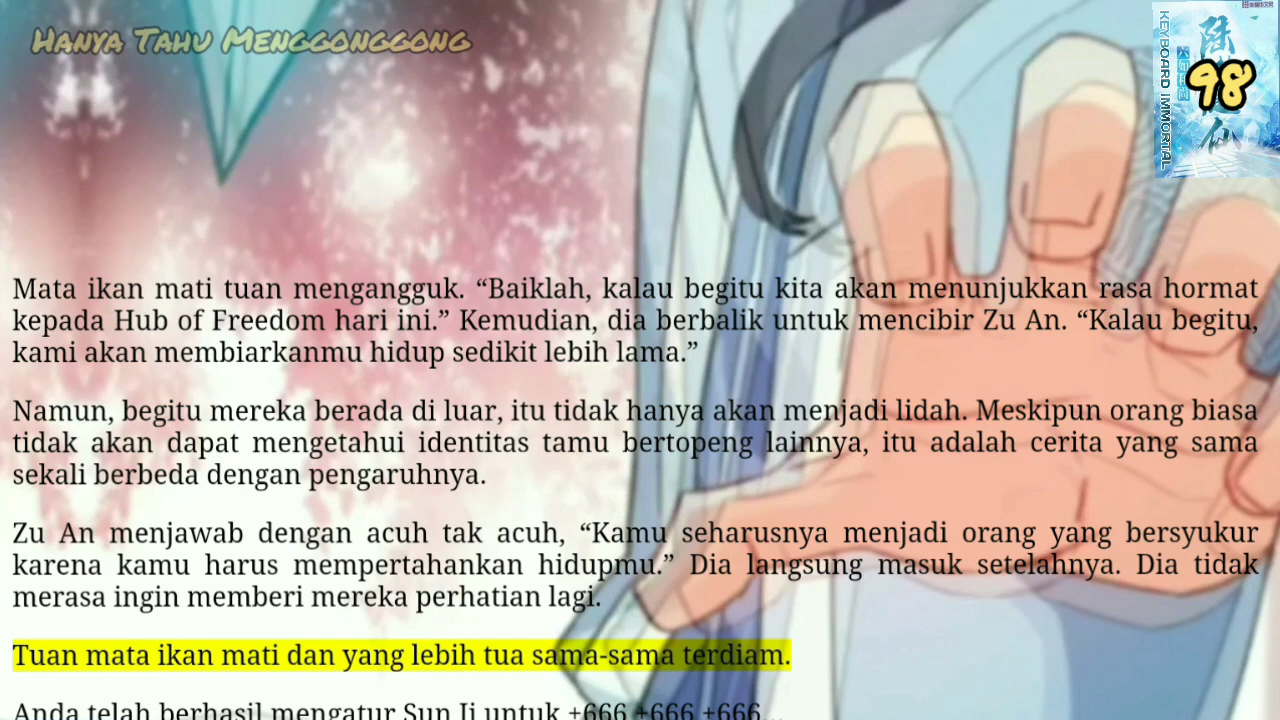 Hanya Tahu Menggonggong
KEYBOARD IMMORTAL
98
Mata ikan mati tuan mengangguk. “Baiklah, kalau begitu kita akan menunjukkan rasa hormat
kepada Hub of Freedom hari ini.” Kemudian, dia berbalik untuk mencibir Zu An. “Kalau begitu,
kami akan membiarkanmu hidup sedikit lebih lama.”
Namun, begitu mereka berada di luar, itu tidak hanya akan menjadi lidah. Meskipun orang biasa
tidak akan dapat mengetahui identitas tamu bertopeng lainnya, itu adalah cerita yang sama
sekali berbeda dengan pengaruhnya.
Zu An menjawab dengan acuh tak acuh, “Kamu seharusnya menjadi orang yang bersyukur
karena kamu harus mempertahankan hidupmu.” Dia langsung masuk setelahnya. Dia tidak
merasa ingin memberi mereka perhatian lagi.
Tuan mata ikan mati dan yang lebih tua sama-sama terdiam.
Anda telah berhasil mengatur Sun Ji untuk +666 +666 +666...